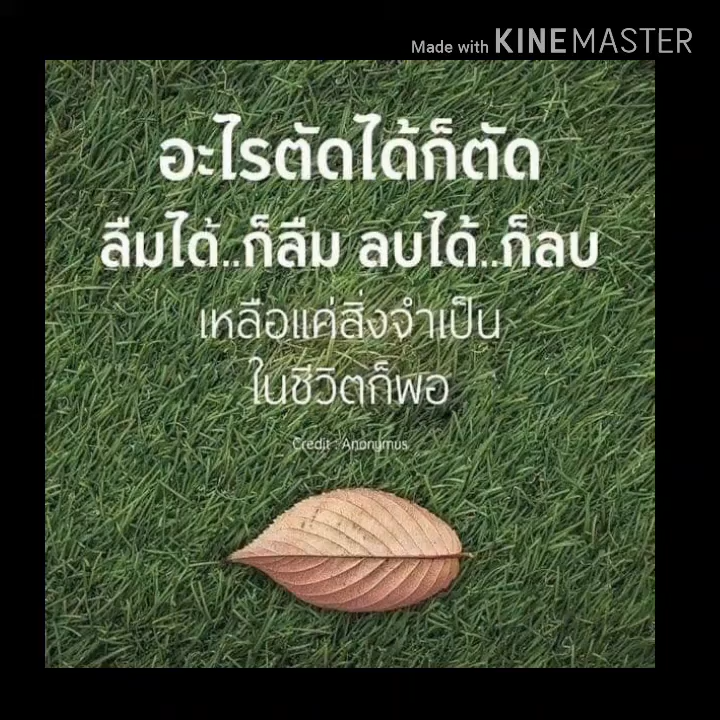 Made with KINEMASTER
อะไรตัดได้ก็ตัด
ลืมได้..ก็ลืม ลบได้..ก็ลบ
เหลือแค่สิ่งจำเป็น
ในชีวิตก็พอ
Credit : Anonymus